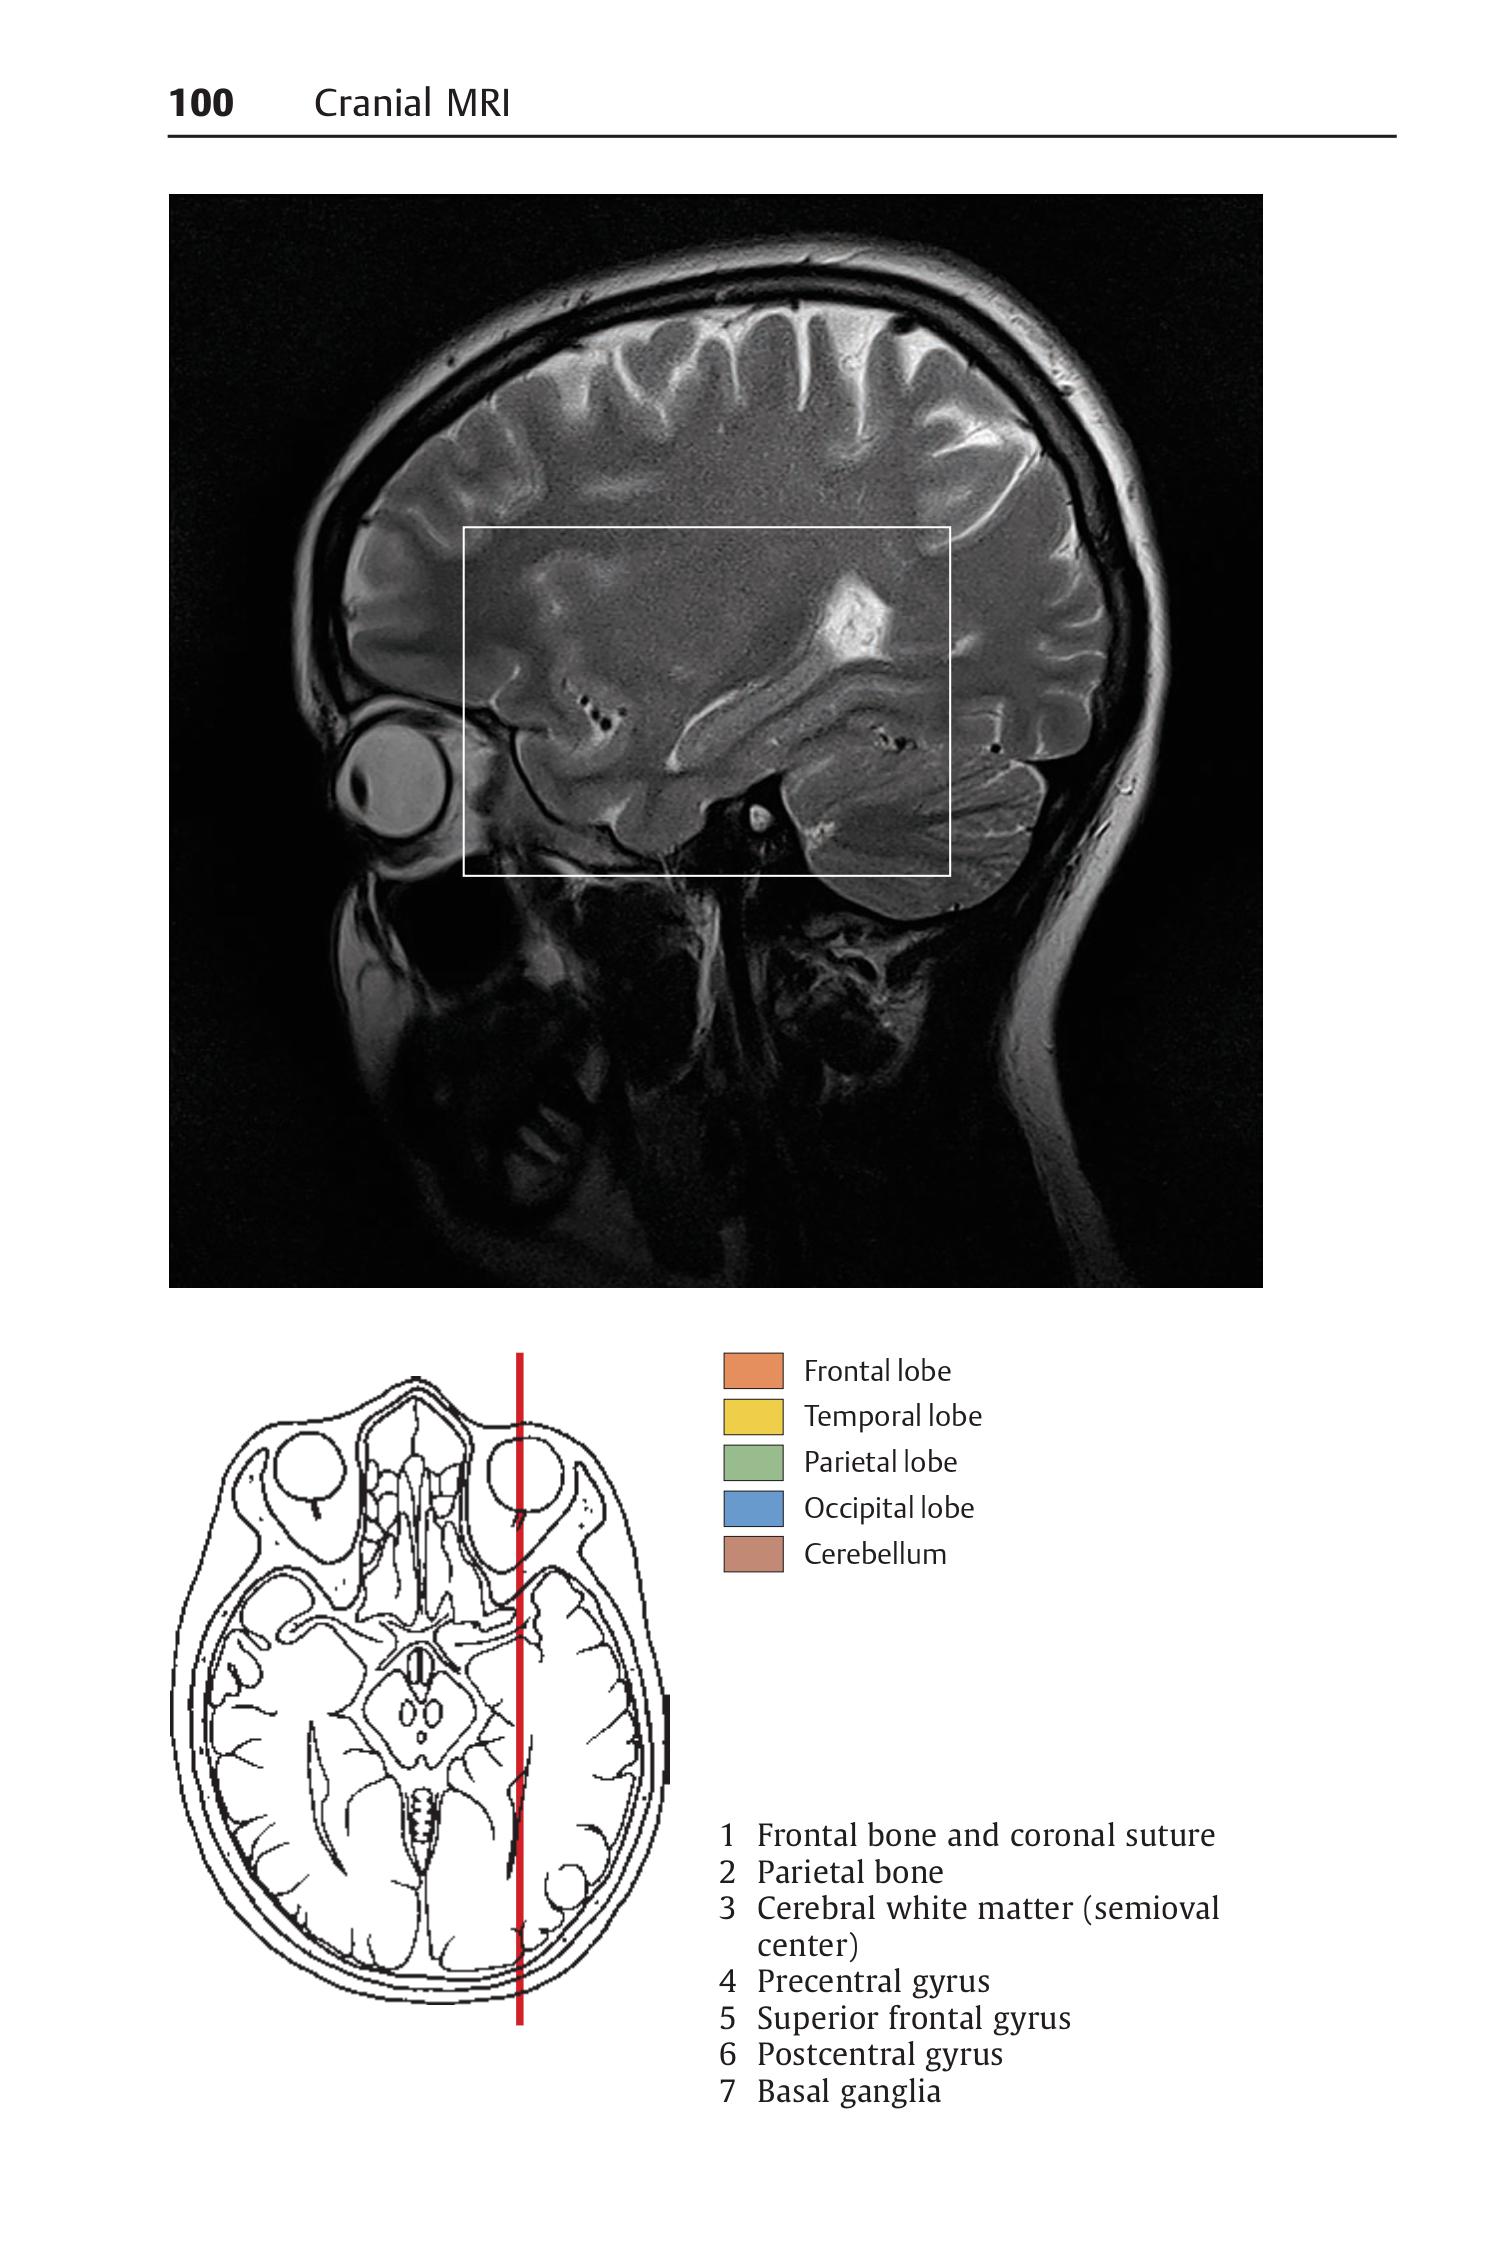 100 Cranial MRI
Frontal lobe
Temporal lobe
Parietal lobe
Occipital lobe
Cerebellum
1 Frontal bone and coronal suture
2 Parietal bone
3 Cerebral white matter (semioval
center)
4 Precentral gyrus
5 Superior frontal gyrus
6 Postcentral gyrus
7 Basal ganglia